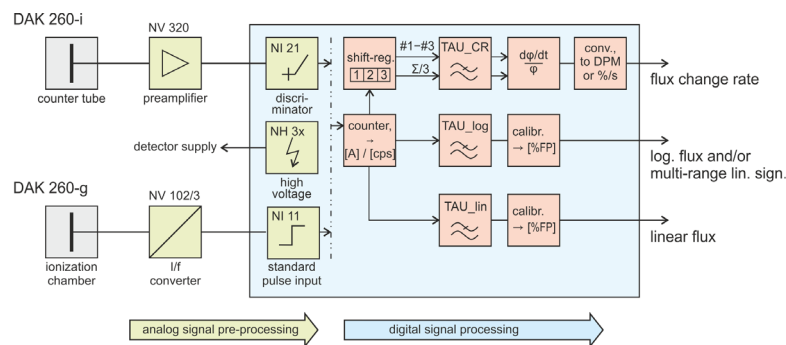 DAK 260-i
NV 320
counter tube
preamplifier
NI 21
discri-
minator
shift-reg.
1 2 3
#1–#3
Σ/3
TAU_CR
dφ/dt
φ
conv.,
to DPM
or %/s
flux change rate
detector supply
NH 3x
high
voltage
counter,
→
[A] / [cps]
TAU_log
calibr.
→ [%FP]
log. flux and/or
multi-range lin. sign.
DAK 260-g
NV 102/3
ionization
chamber
I/f
converter
NI 11
standard
pulse input
TAU_lin
calibr.
→ [%FP]
linear flux
analog signal pre-processing
digital signal processing